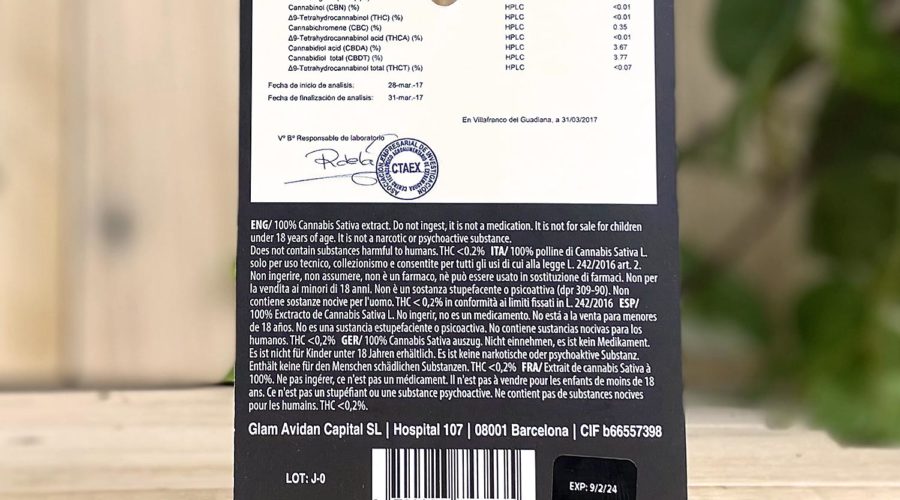 Cannabinol (CBN) (%) HPLC <0.01
Δ9-Tetrahydrocannabinol (THC) (%) HPLC <0.01
Cannabichromene (CBC) (%) HPLC 0.35
Δ9-Tetrahydrocannabinol acid (THCA) (%) HPLC <0.01
Cannabidiol acid (CBDA) (%) HPLC 3.67
Cannabidiol total (CBDT) (%) HPLC 3.77
Δ9-Tetrahydrocannabinol total (THCT) (%) HPLC <0.07
Fecha de inicio de analisis: 28-mar.-17
Fecha de finalización de analisis: 31-mar.-17
En Villafranco del Guadiana, a 31/03/2017
Vº Bº Responsable de laboratorio
CTAEX
ENG/ 100% Cannabis Sativa extract. Do not ingest, it is not a medication. It is not for sale for children
under 18 years of age. It is not a narcotic or psychoactive substance.
Does not contain substances harmful to humans. THC <0.2% ITA/ 100% polline di Cannabis Sativa L.
solo per uso tecnico, collezionismo e consentite per tutti gli usi di cui alla legge L. 242/2016 art. 2.
Non ingerire, non assumere, non è un farmaco, nè può essere usato in sostituzione di farmaci. Non per
la vendita ai minori di 18 anni. Non è un sostanza stupefacente o psicoattiva (dpr 309-90). Non
contiene sostanze nocive per l'uomo. THC < 0,2% in conformità ai limiti fissati in L. 242/2016 ESP/
100% Exctracto de Cannabis Sativa L. No ingerir, no es un medicamento. No está a la venta para menores
de 18 años. No es una sustancia estupefaciente o psicoactiva. No contiene sustancias nocivas para los
humanos. THC <0,2% GER/ 100% Cannabis Sativa auszug. Nicht einnehmen, es ist kein Medikament.
Es ist nicht für Kinder unter 18 Jahren erhältlich. Es ist keine narkotische oder psychoaktive Substanz.
Enthält keine für den Menschen schädlichen Substanzen. THC <0,2% FRA/ Extrait de cannabis Sativa à
100%. Ne pas ingérer, ce n'est pas un médicament. Il n'est pas à vendre pour les enfants de moins de 18
ans. Ce n'est pas un stupéfiant ou une substance psychoactive. Ne contient pas de substances nocives
pour les humains. THC <0,2%.
Glam Avidan Capital SL | Hospital 107 | 08001 Barcelona | CIF b66557398
LOT: J-0
EXP: 9/2/24